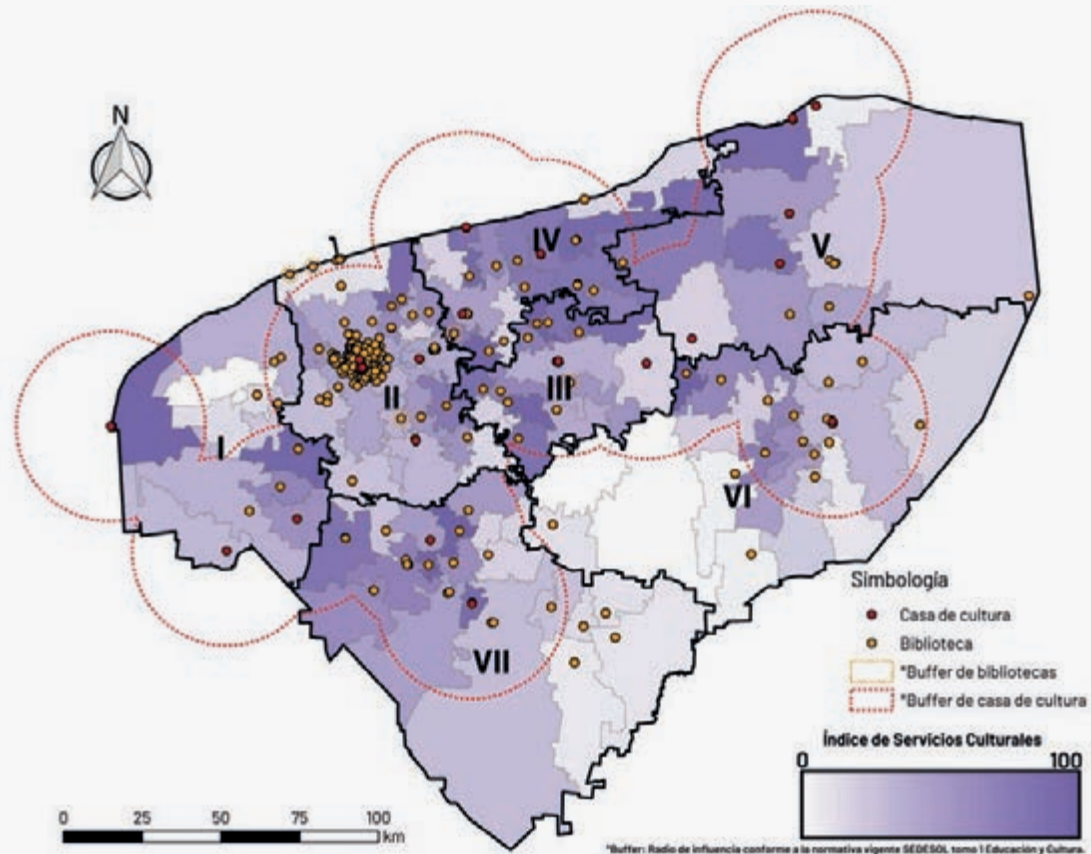 N
IV
V
II
III
I
VI
VII
Simbología
Casa de cultura
Biblioteca
*Buffer de bibliotecas
*Buffer de casa de cultura
Índice de Servicios Culturales
0 100
0 25 50 75 100
km
*Buffer: Radio de influencia conforme a la normativa vigente SEDESOL tomo 1 Educación y Cultura.